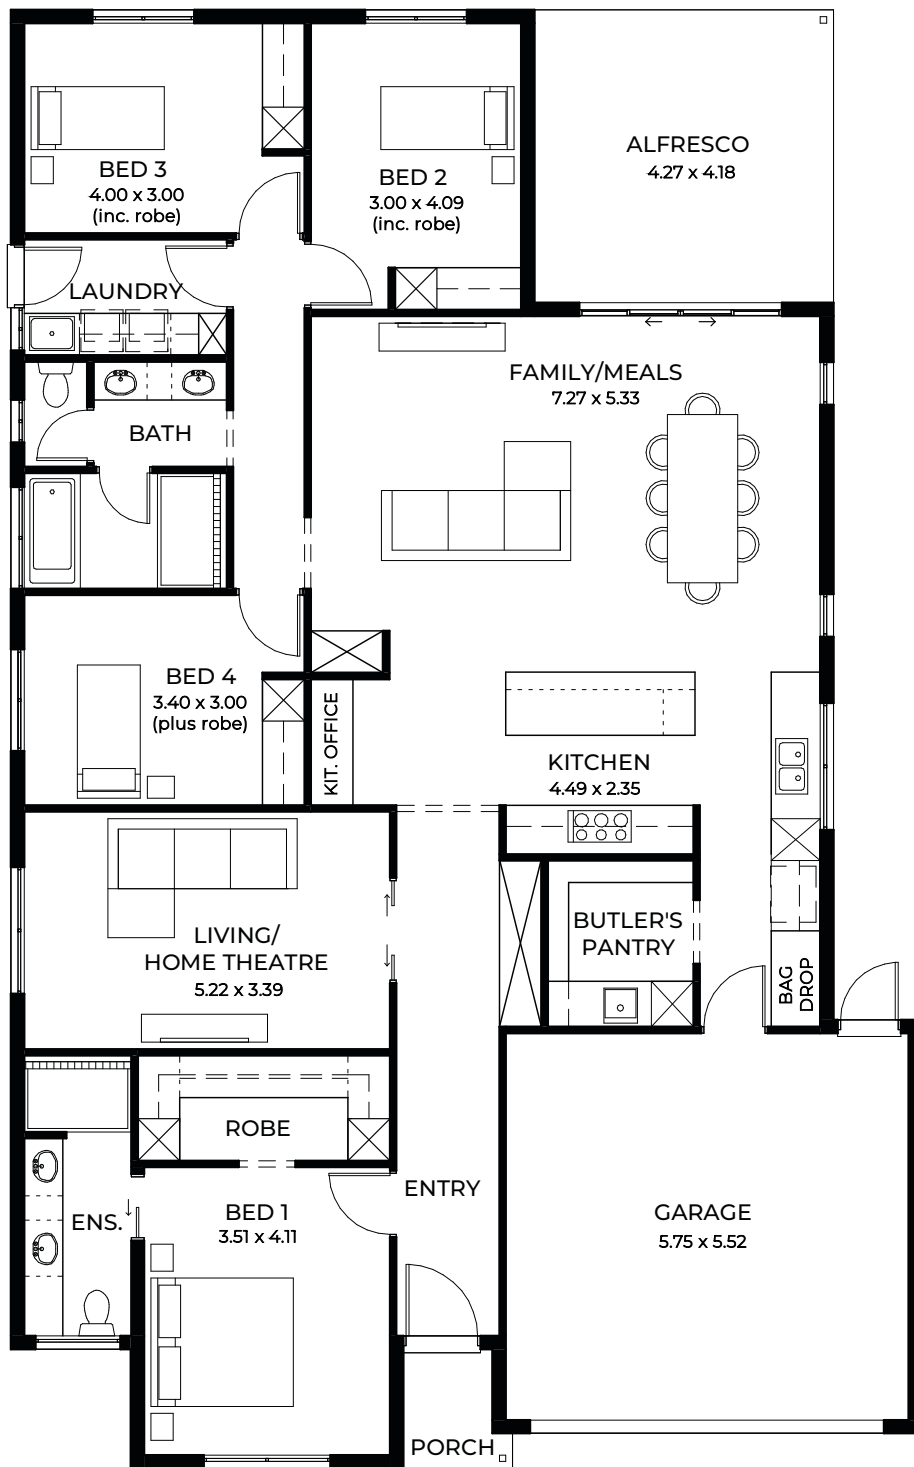 BED 3
4.00 x 3.00
(inc. robe)
BED 2
3.00 x 4.09
(inc. robe)
ALFRESCO
4.27 x 4.18
LAUNDRY
FAMILY/MEALS
7.27 x 5.33
BATH
BED 4
3.40 x 3.00
(plus robe)
KIT. OFFICE
KITCHEN
4.49 x 2.35
LIVING/
HOME THEATRE
5.22 x 3.39
BUTLER'S
PANTRY
BAG
DROP
ROBE
ENTRY
ENS.
BED 1
3.51 x 4.11
GARAGE
5.75 x 5.52
PORCH